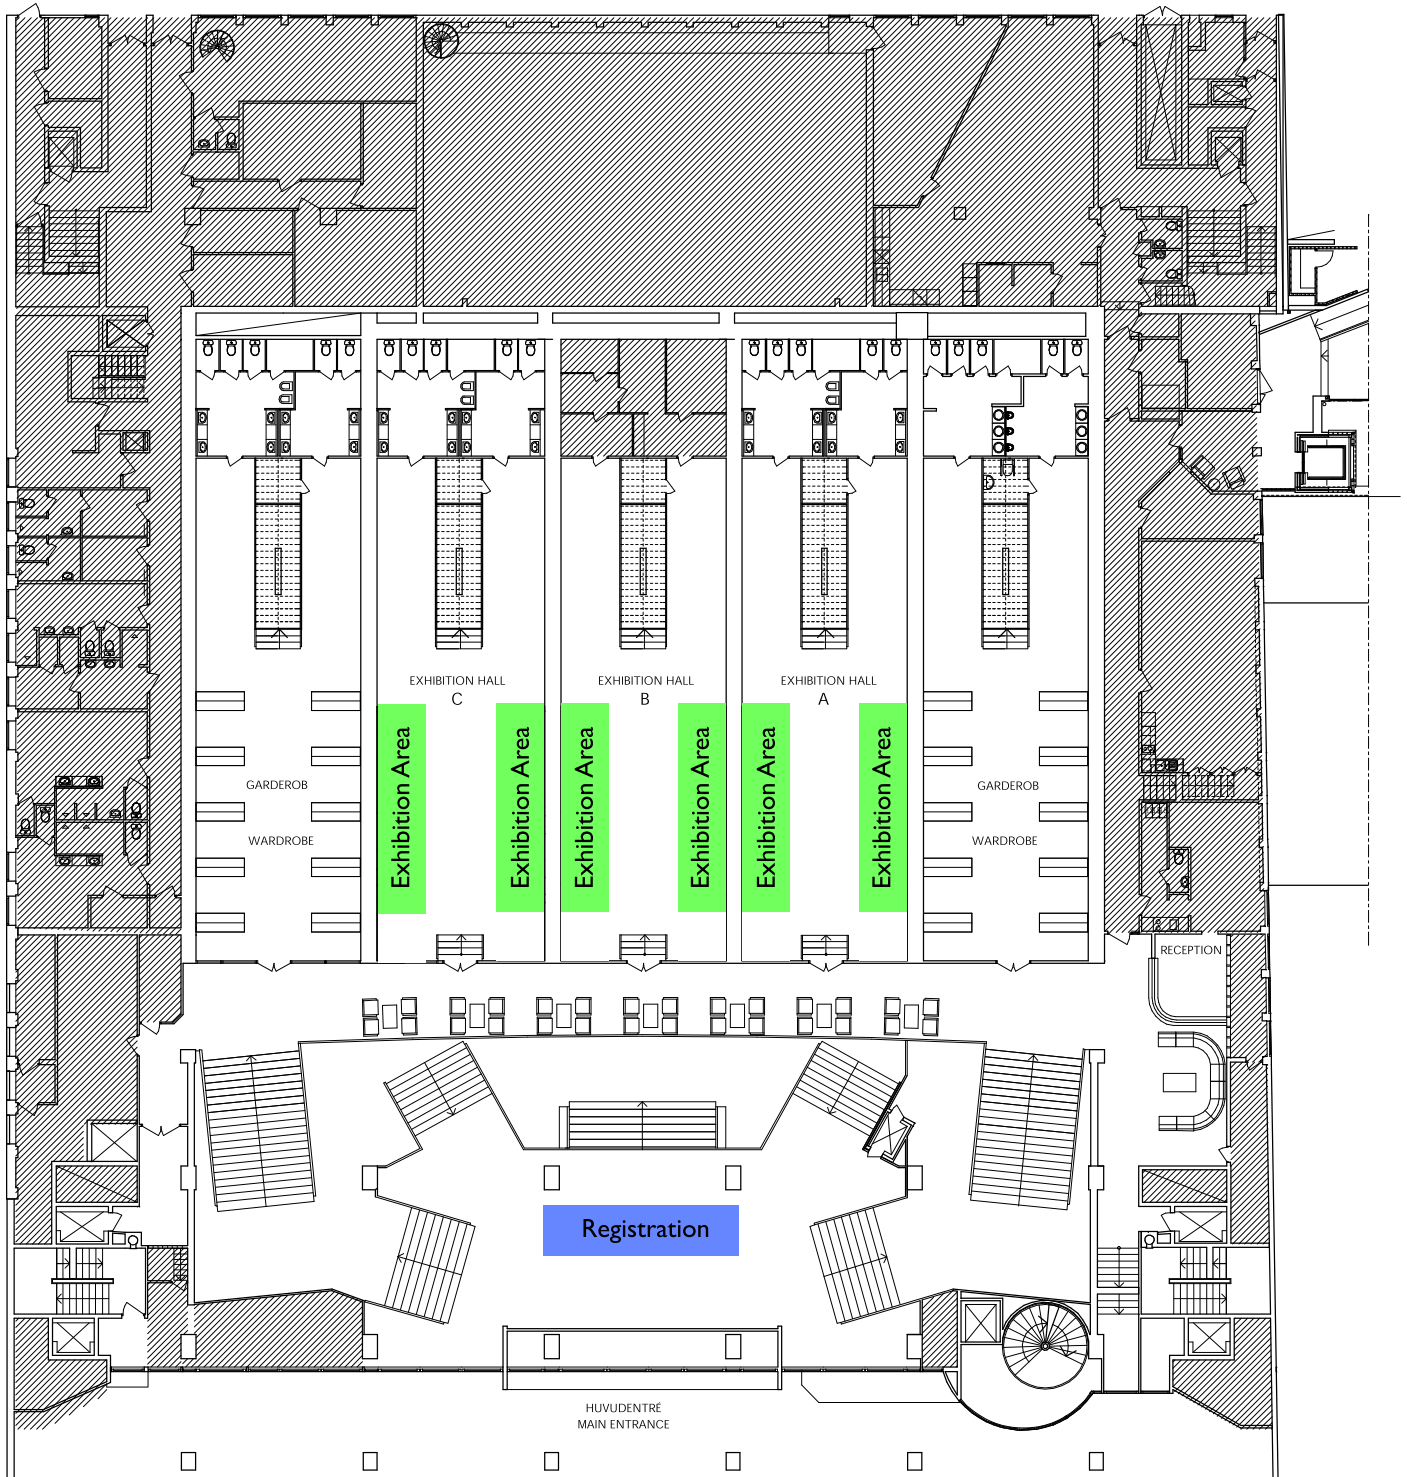 EXHIBITION HALL
C
EXHIBITION HALL
B
EXHIBITION HALL
A
Exhibition Area
Exhibition Area
Exhibition Area
Exhibition Area
Exhibition Area
Exhibition Area
GARDEROB
WARDROBE
GARDEROB
WARDROBE
RECEPTION
Registration
HUVUDENTRÉ
MAIN ENTRANCE